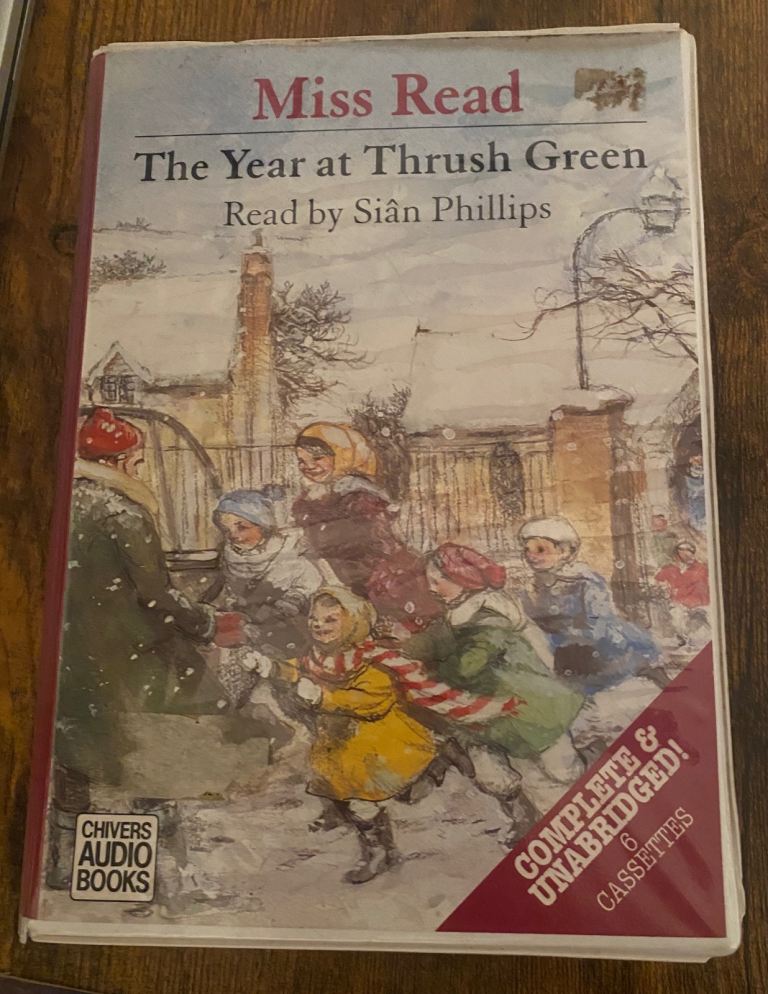 Miss Read
The Year at Thrush Green
Read by Siân Phillips
CHIVERS
AUDIO
BOOKS
COMPLETE &
UNABRIDGED!
6
CASSETTES